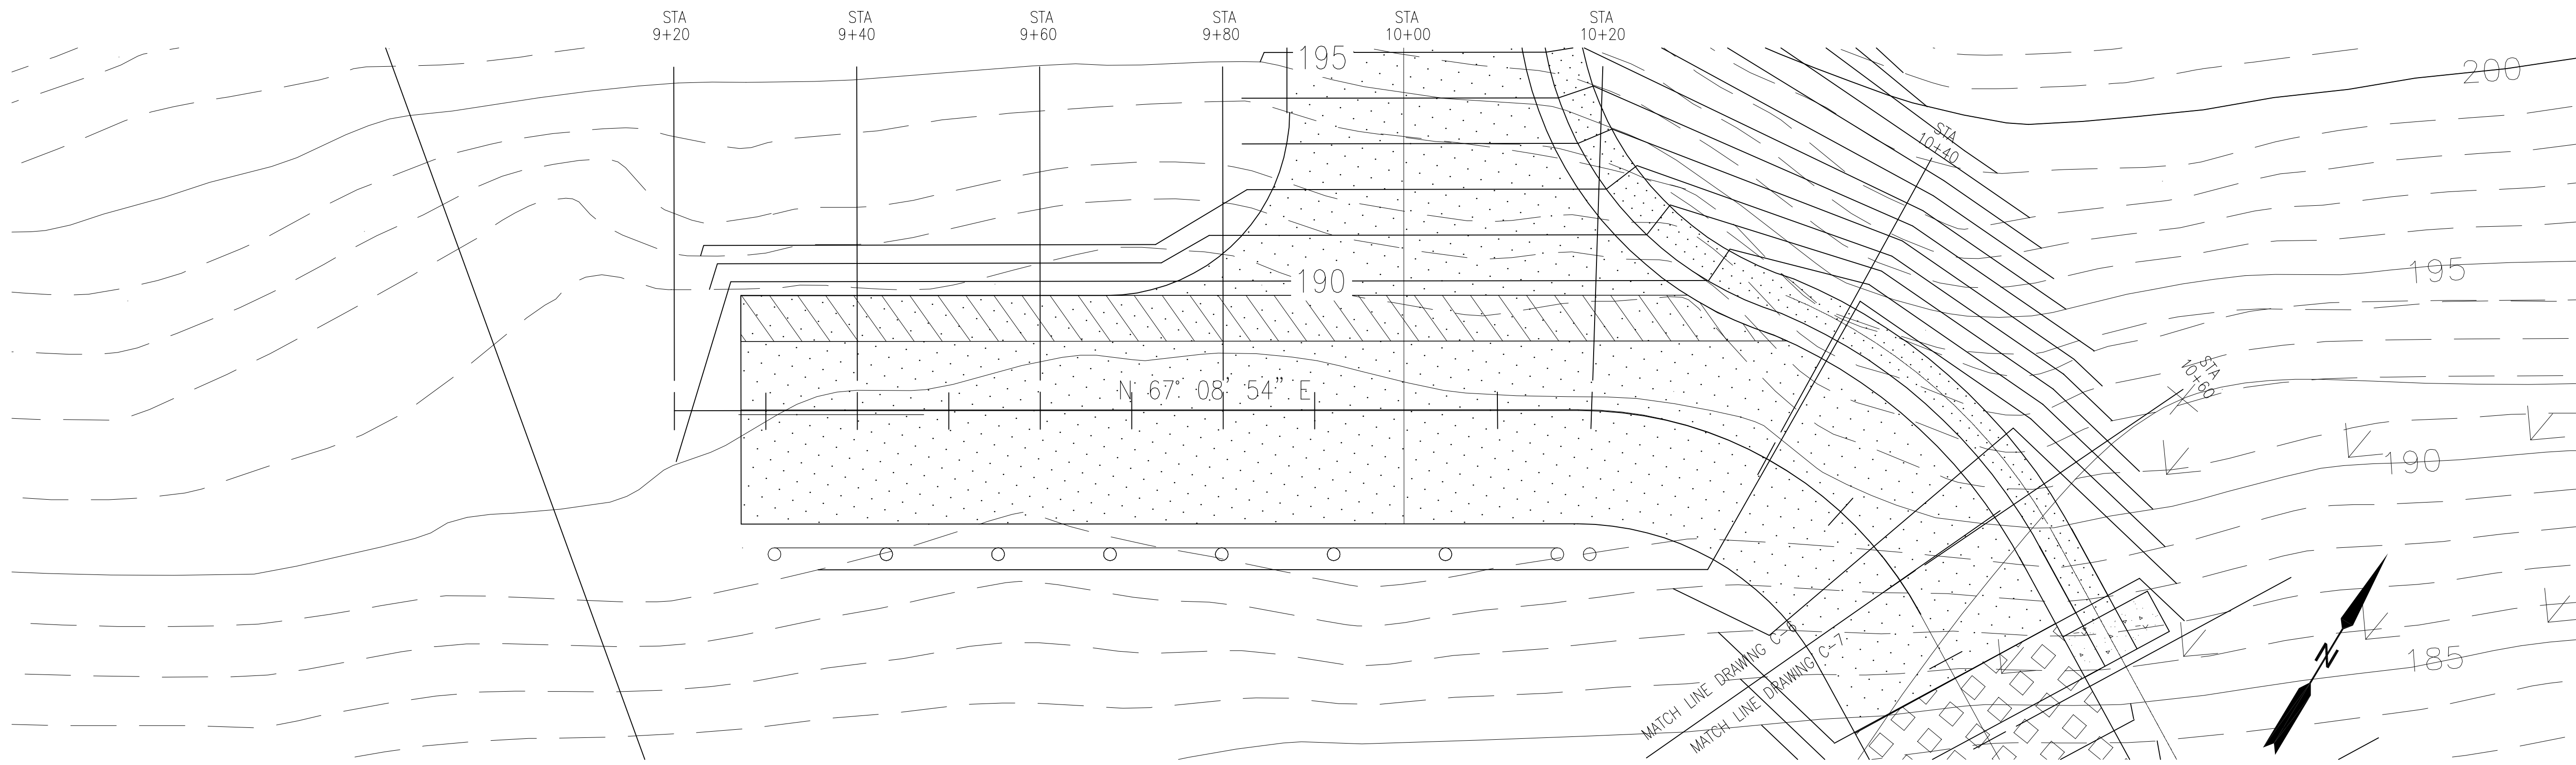 STA
9+20
STA
9+40
STA
9+60
STA
9+80
STA
10+00
STA
10+20
195
200
STA
10+40
195
190
STA
10+60
N 67° 08' 54" E
190
MATCH LINE DRAWING C-6
MATCH LINE DRAWING C-7
N
185